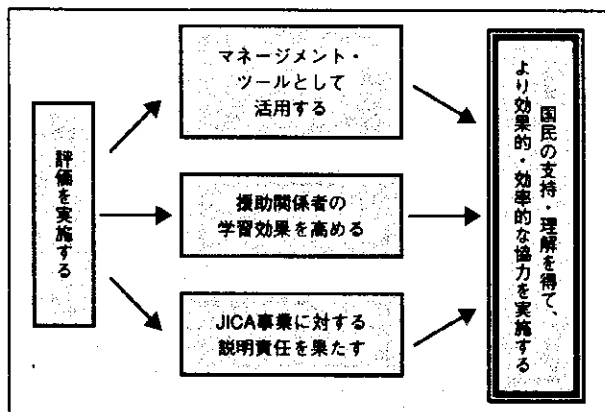 評価を実施する
マネージメント・
ツールとして
活用する
援助関係者の
学習効果を高める
JICA事業に対する
説明責任を果たす
国民の支持・理解を得て、
より効果的・効率的な協力を実施する